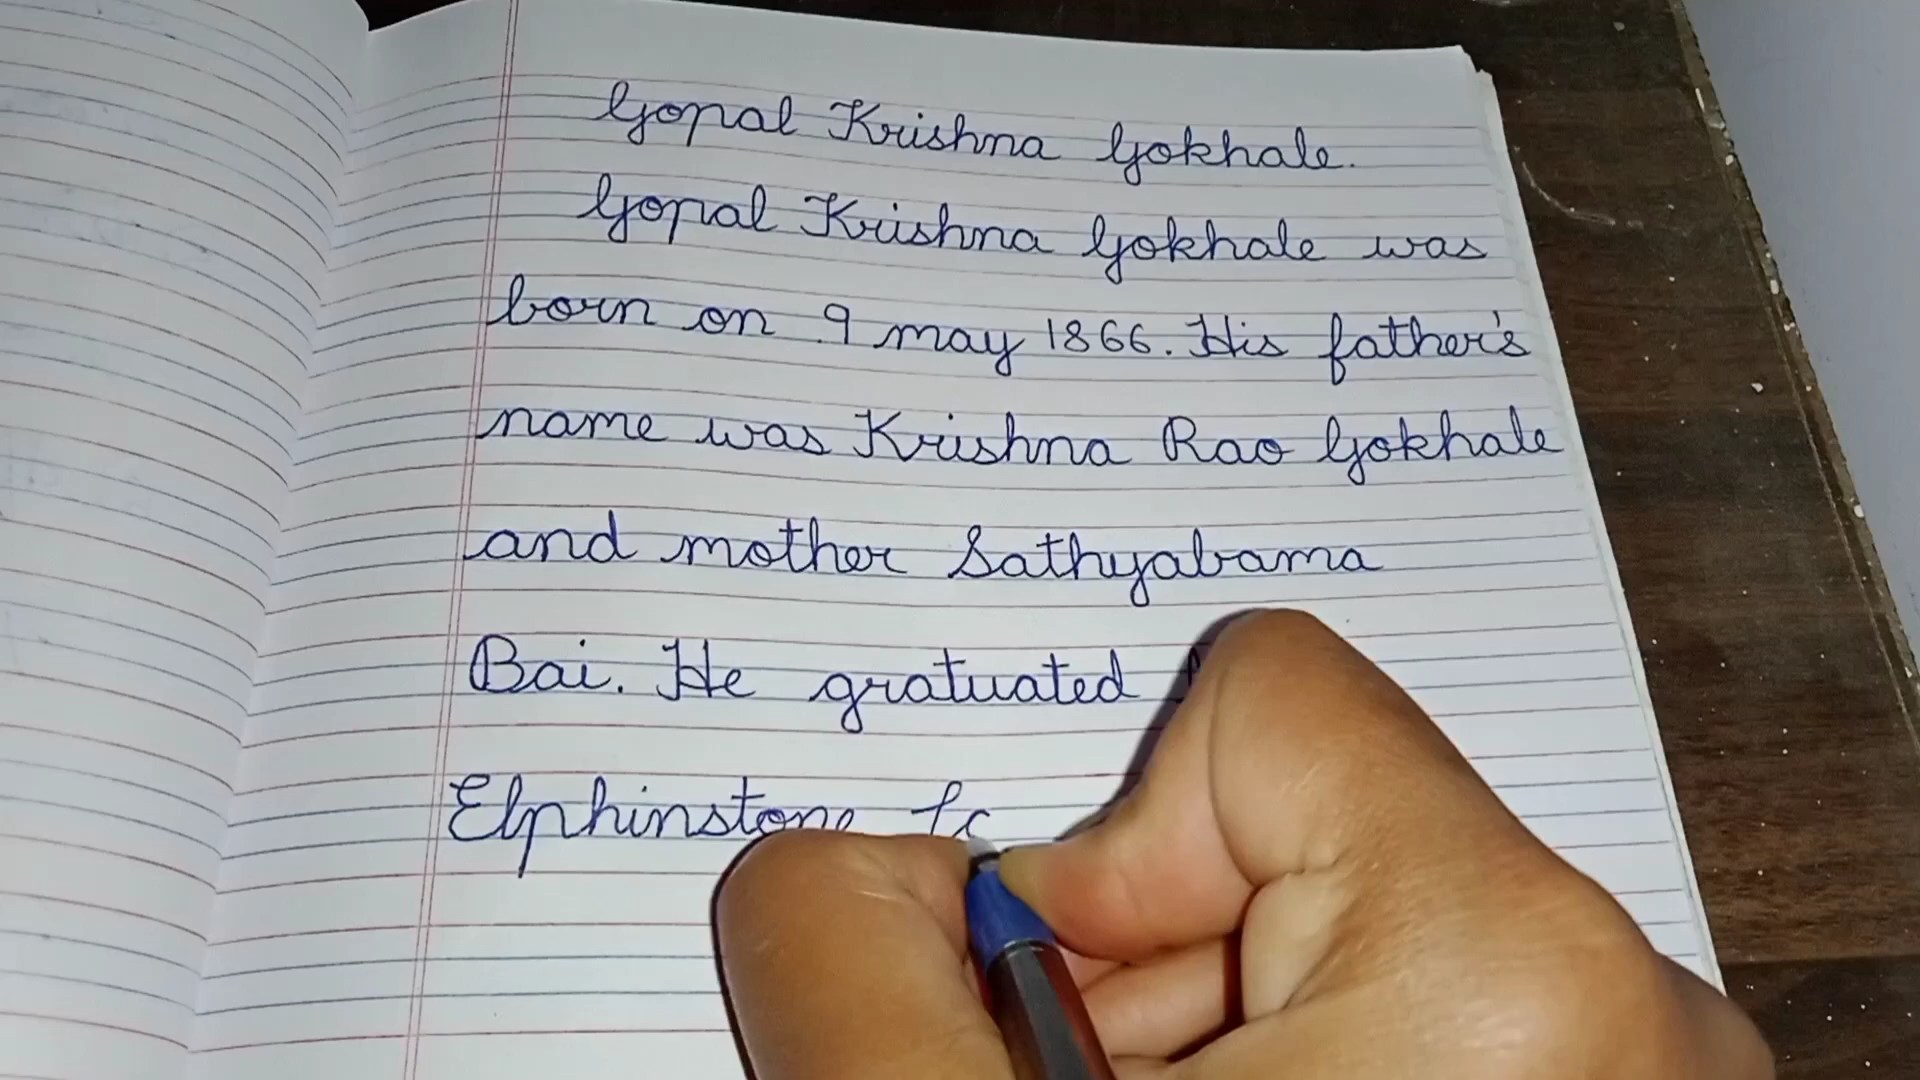 Gopal Krishna Gokhale.
Gopal Krishna Gokhale was
born on 9 may 1866. His father's
name was Krishna Rao Gokhale
and mother Sathyabama
Bai. He gratuated
Elphinstone